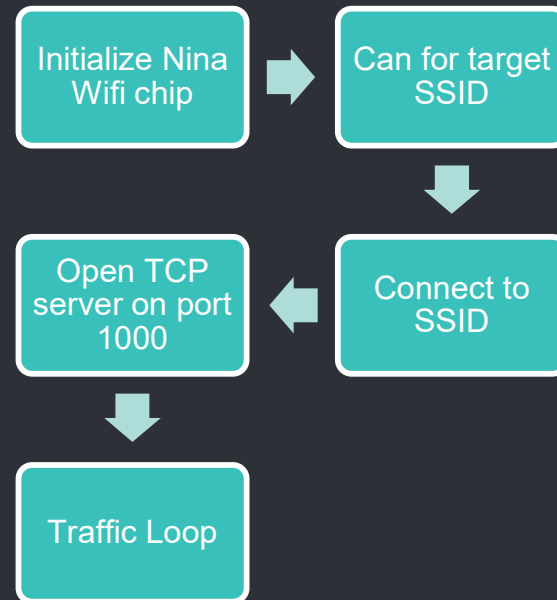 Initialize Nina
Wifi chip
Can for target
SSID
Connect to
SSID
Open TCP
server on port
1000
Traffic Loop